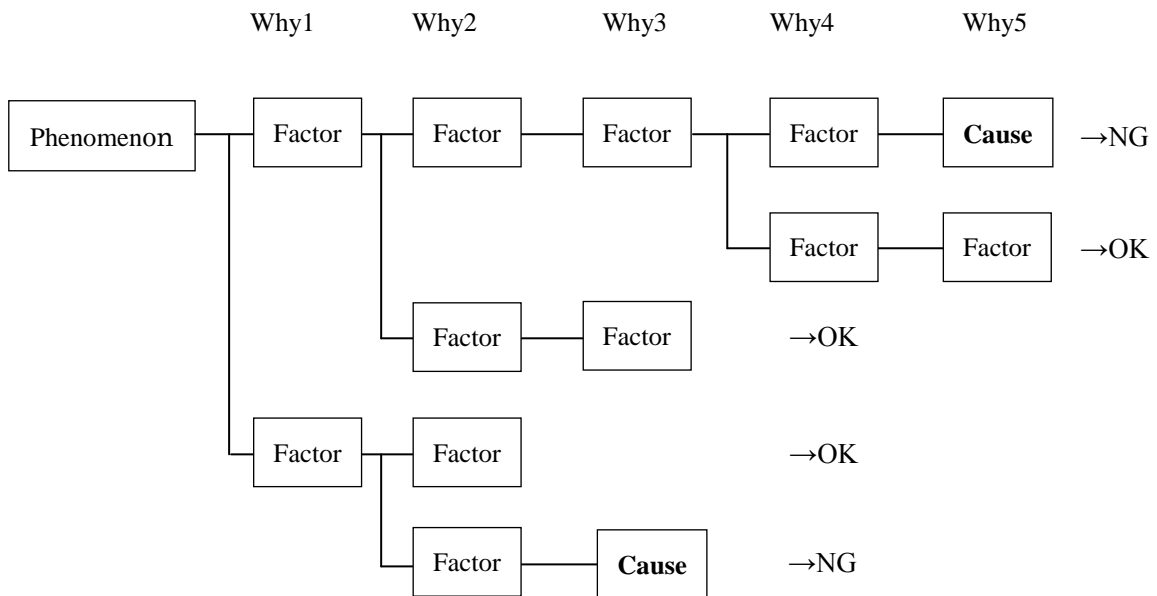 Why1 Why2 Why3 Why4 Why5
Phenomenon Factor Factor Factor Factor Cause →NG
Factor Factor →OK
Factor Factor →OK
Factor Factor →OK
Factor Cause →NG